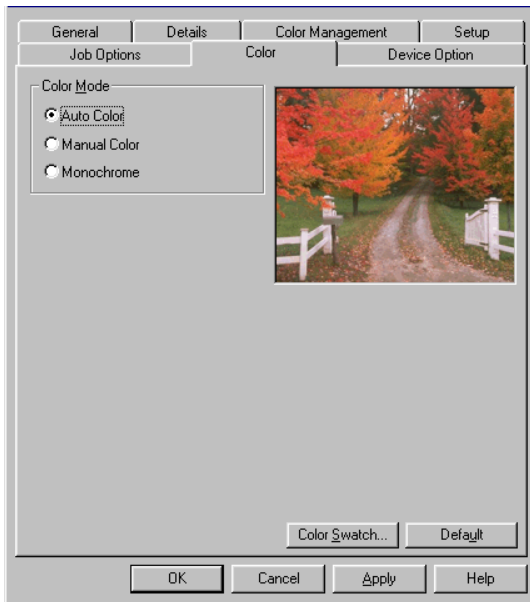 General Details Color Management Setup
Job Options Color Device Option
Color Mode
Auto Color
Manual Color
Monochrome
Color Swatch... Default
OK Cancel Apply Help